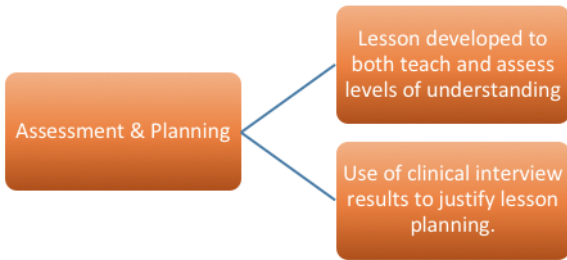 Assessment & Planning
Lesson developed to
both teach and assess
levels of understanding
Use of clinical interview
results to justify lesson
planning.